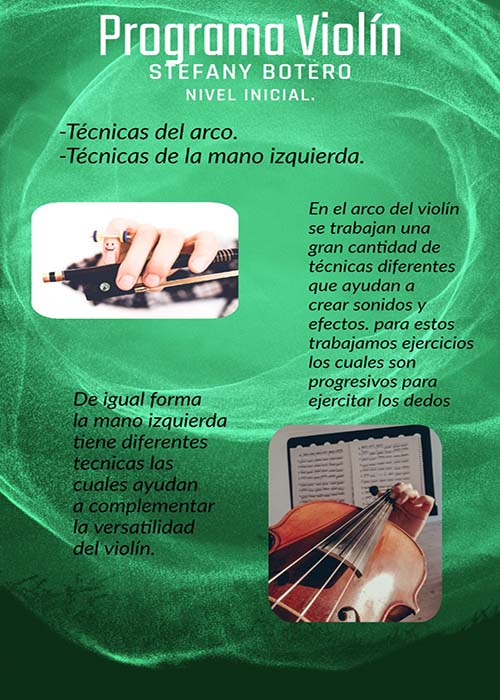 Programa Violín
STEFANY BOTERO
NIVEL INICIAL.
-Técnicas del arco.
-Técnicas de la mano izquierda.
En el arco del violín
se trabajan una
gran cantidad de
técnicas diferentes
que ayudan a
crear sonidos y
efectos. para estos
trabajamos ejercicios
los cuales son
progresivos para
ejercitar los dedos
De igual forma
la mano izquierda
tiene diferentes
tecnicas las
cuales ayudan
a complementar
la versatilidad
del violín.